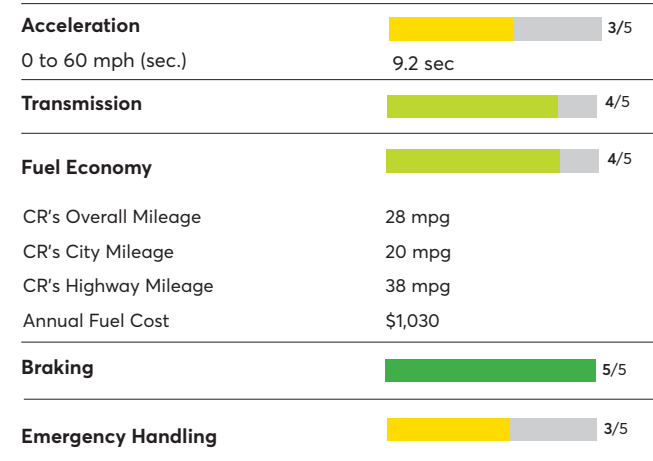 Acceleration 3/5
0 to 60 mph (sec.) 9.2 sec
Transmission 4/5
Fuel Economy 4/5
CR's Overall Mileage 28 mpg
CR's City Mileage 20 mpg
CR's Highway Mileage 38 mpg
Annual Fuel Cost $1,030
Braking 5/5
Emergency Handling 3/5